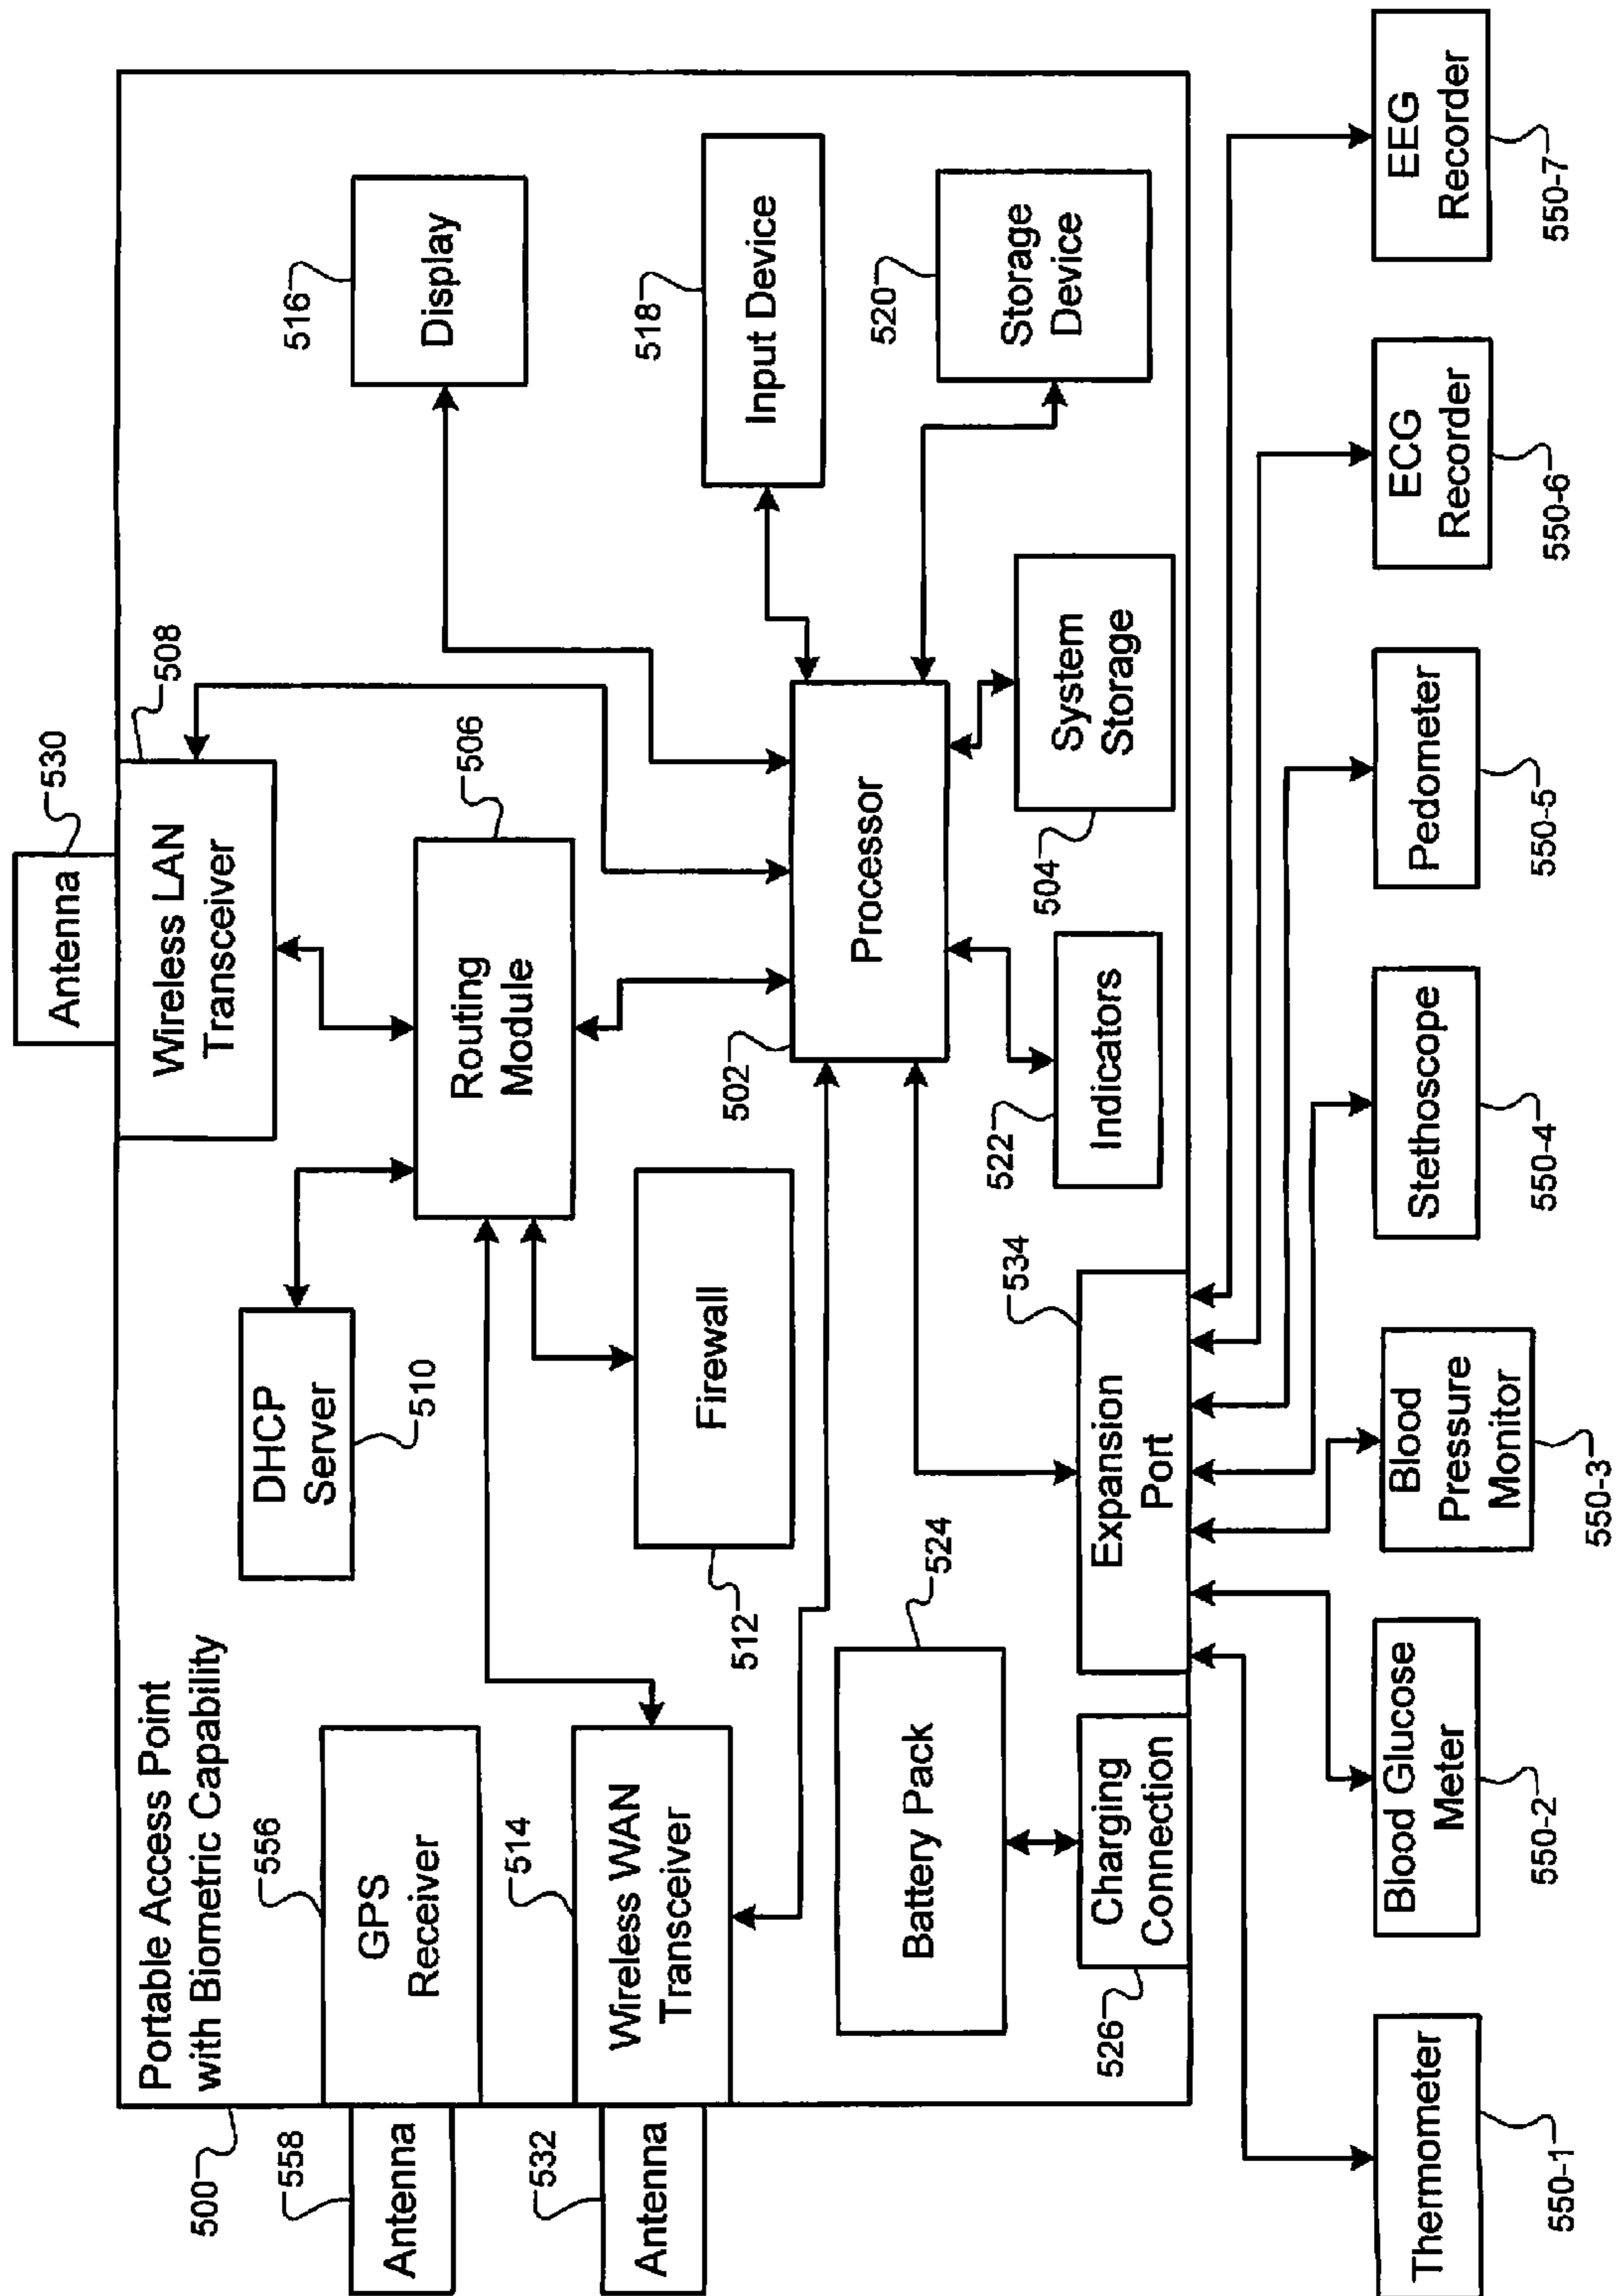 Portable Access Point
with Biometric Capability
500
Antenna
530
Wireless LAN
Transceiver
508
DHCP
Server
510
Routing
Module
506
Display
516
558
Antenna
GPS
Receiver
556
532
Antenna
Wireless WAN
Transceiver
514
Firewall
512
Input Device
518
Processor
502
Storage
Device
520
System
Storage
504
Indicators
522
Battery Pack
524
Charging
Connection
526
Expansion
Port
534
Thermometer
550-1
Blood Glucose
Meter
550-2
Blood
Pressure
Monitor
550-3
Stethoscope
550-4
Pedometer
550-5
ECG
Recorder
550-6
EEG
Recorder
550-7